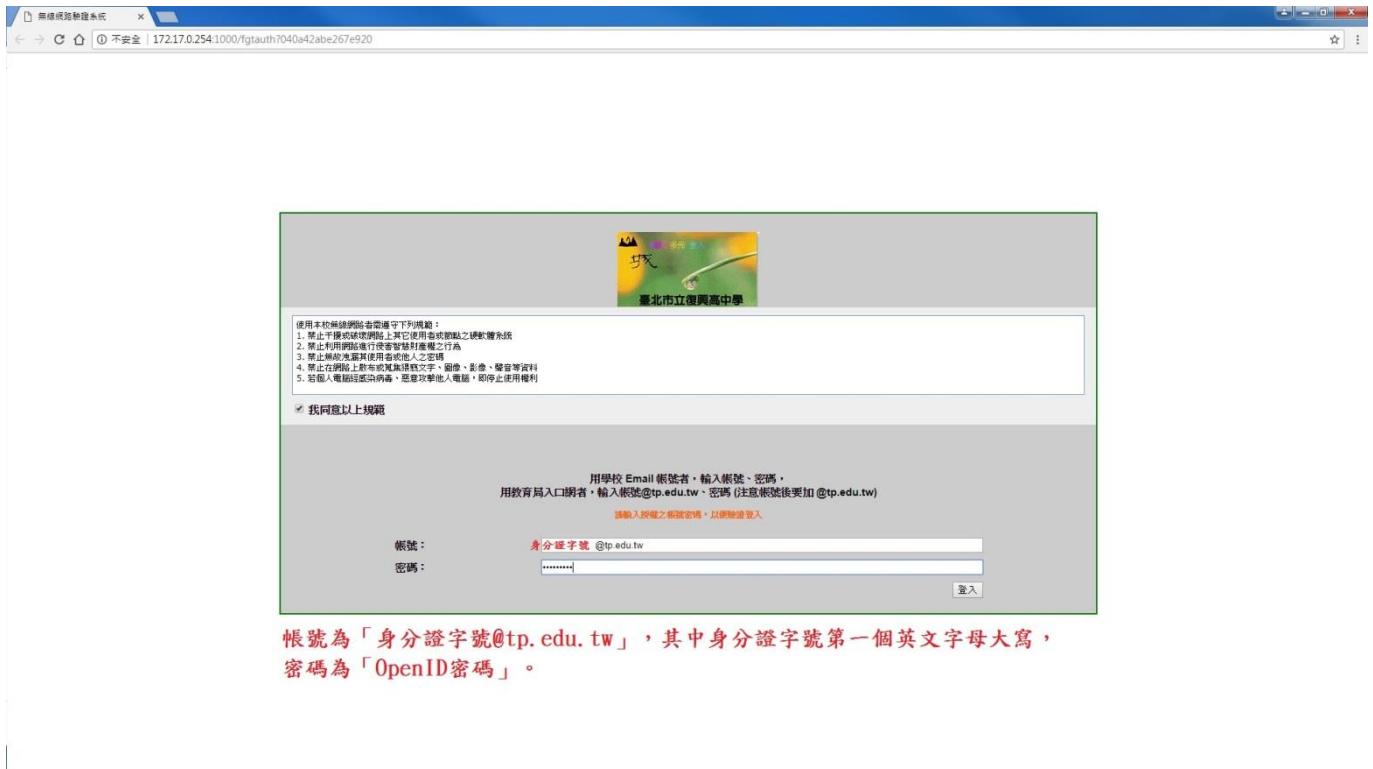 無線網路驗證系統
不安全 | 172.17.0.254:1000/fgtauth?040a42abe267e920
登入
城
臺北市立復興高中學
使用本校無線網路者需遵守下列規範：
1. 禁止干擾或破壞網路上其它使用者或節點之硬軟體系統
2. 禁止利用網路進行侵害智慧財產權之行為
3. 禁止無故洩漏其使用者或他人之密碼
4. 禁止在網路上散布或蒐集猥褻文字、圖像、影像、聲音等資料
5. 若個人電腦經感染病毒、惡意攻擊他人電腦，即停止使用權利
我同意以上規範
用學校 Email 帳號者，輸入帳號、密碼，
用教育局入口網者，輸入帳號@tp.edu.tw、密碼 (注意帳號後要加 @tp.edu.tw)
請輸入授權之帳號密碼，以便驗證登入
帳號： 身分證字號 @tp.edu.tw
密碼： •••••••••
登入
帳號為「身分證字號@tp.edu.tw」，其中身分證字號第一個英文字母大寫，
密碼為「OpenID密碼」。